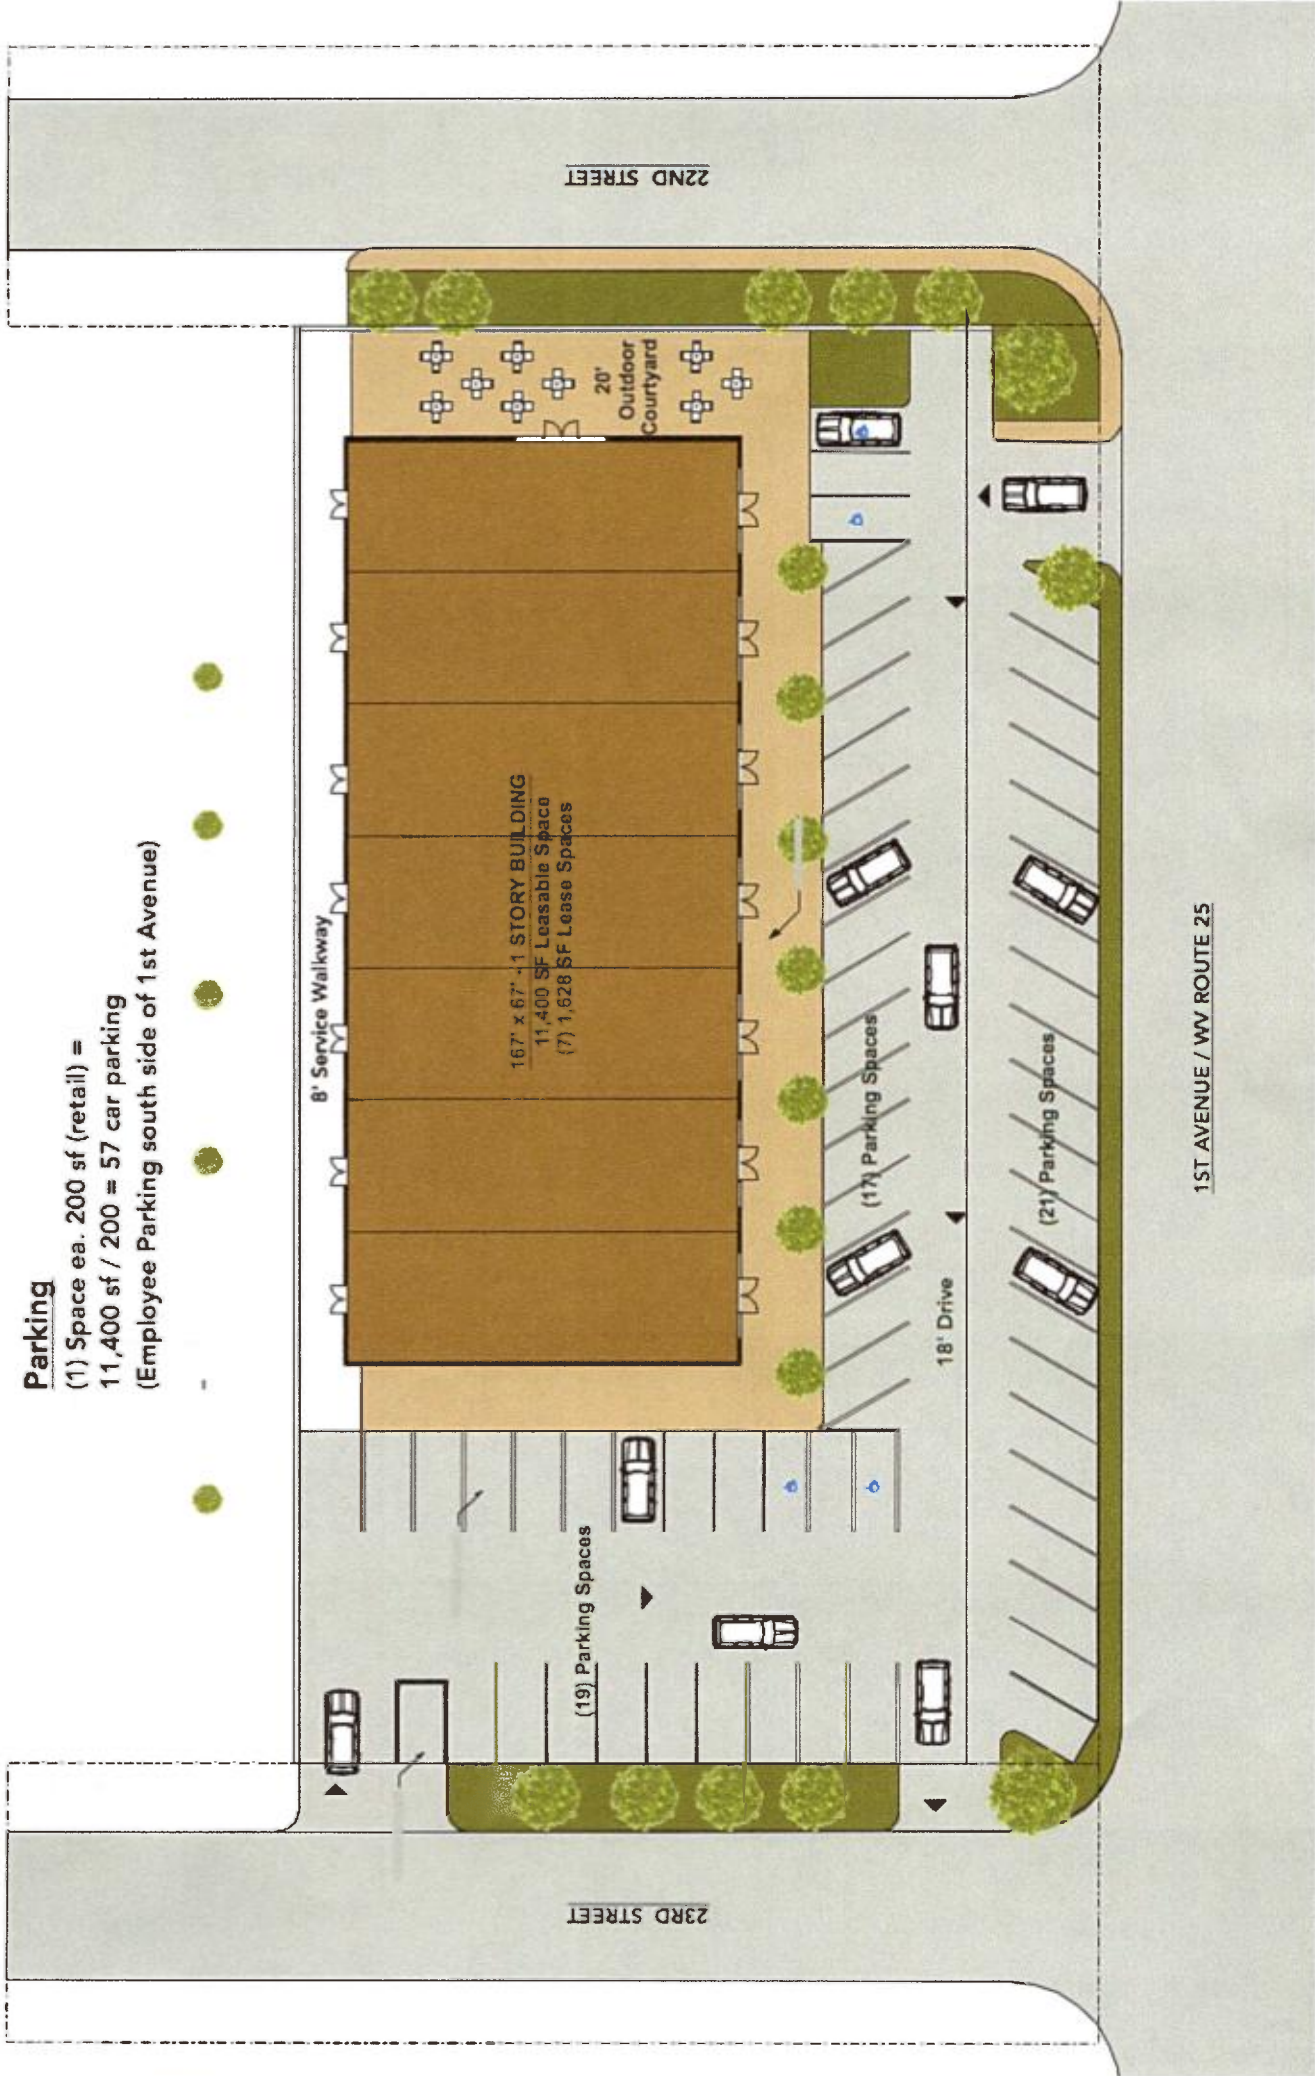 Parking
(1) Space ea. 200 sf (retail) =
11,400 sf / 200 = 57 car parking
(Employee Parking south side of 1st Avenue)
8' Service Walkway
167' x 67' - 1 STORY BUILDING
11,400 SF Leasable Space
(7) 1,628 SF Lease Spaces
20'
Outdoor
Courtyard
(19) Parking Spaces
(17) Parking Spaces
18' Drive
(21) Parking Spaces
23RD STREET
22ND STREET
1ST AVENUE / WV ROUTE 25